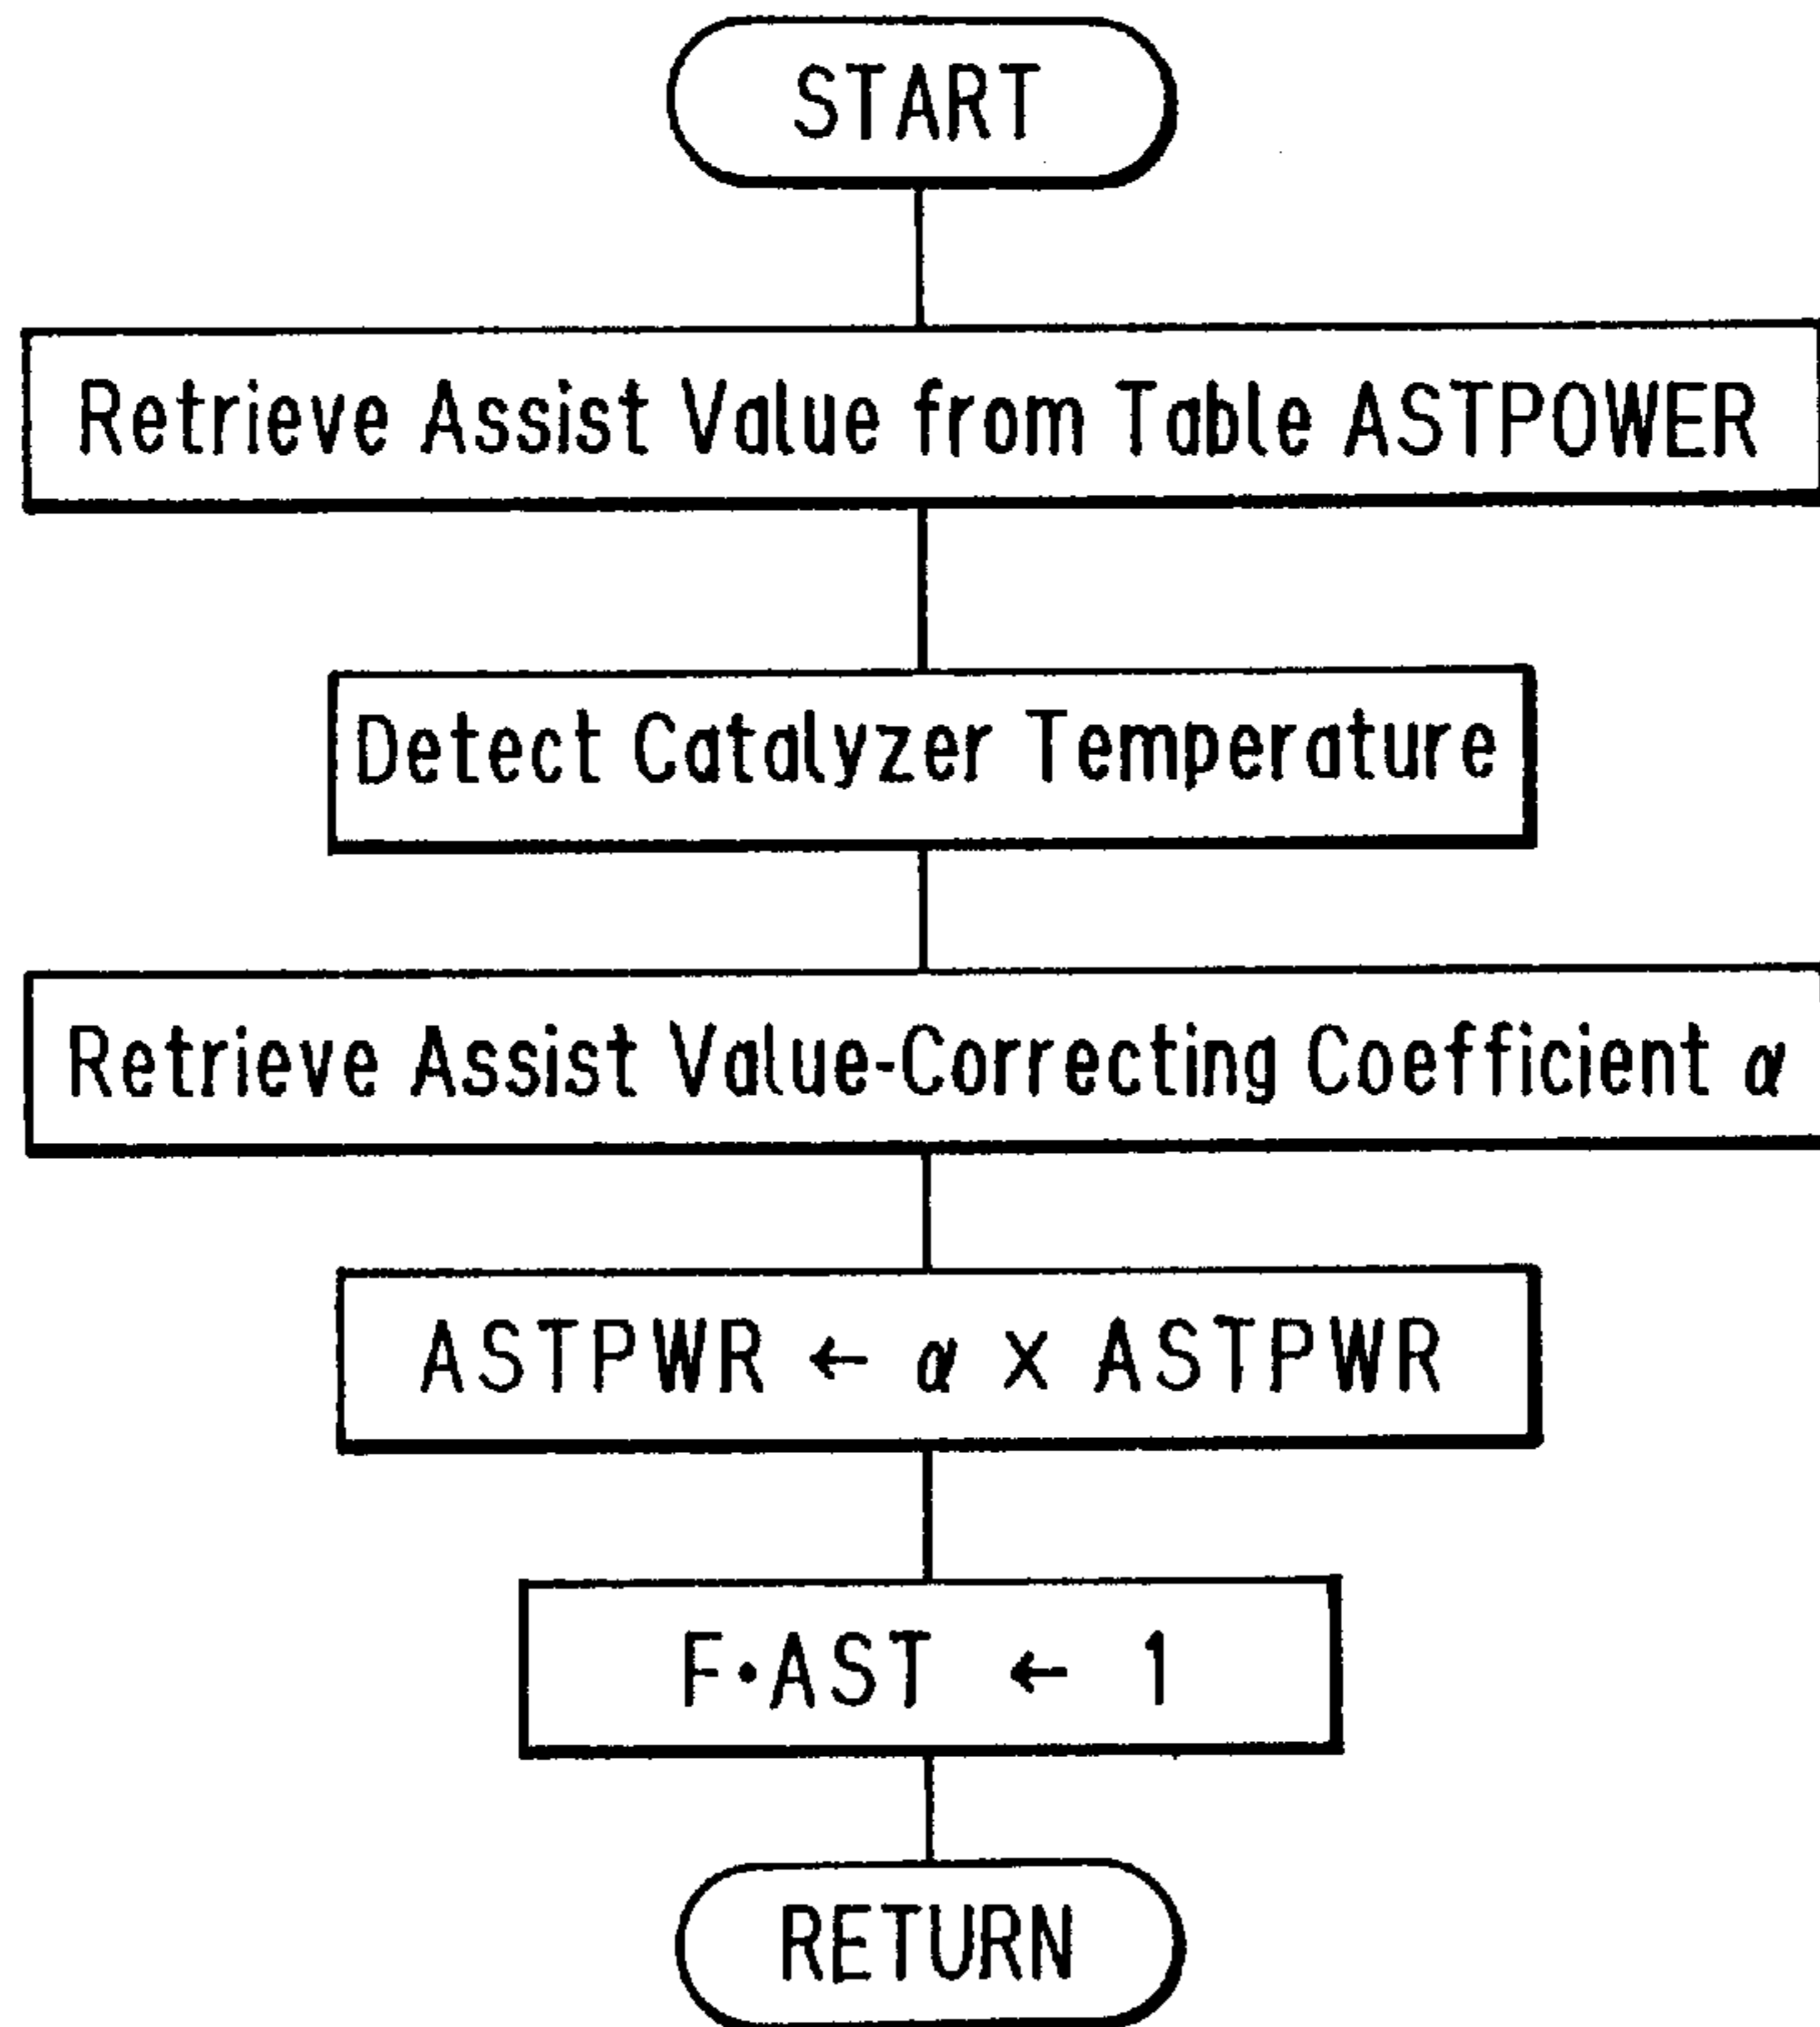 START
Retrieve Assist Value from Table ASTPOWER
Detect Catalyzer Temperature
Retrieve Assist Value-Correcting Coefficient α
ASTPWR ← α x ASTPWR
F•AST ← 1
RETURN